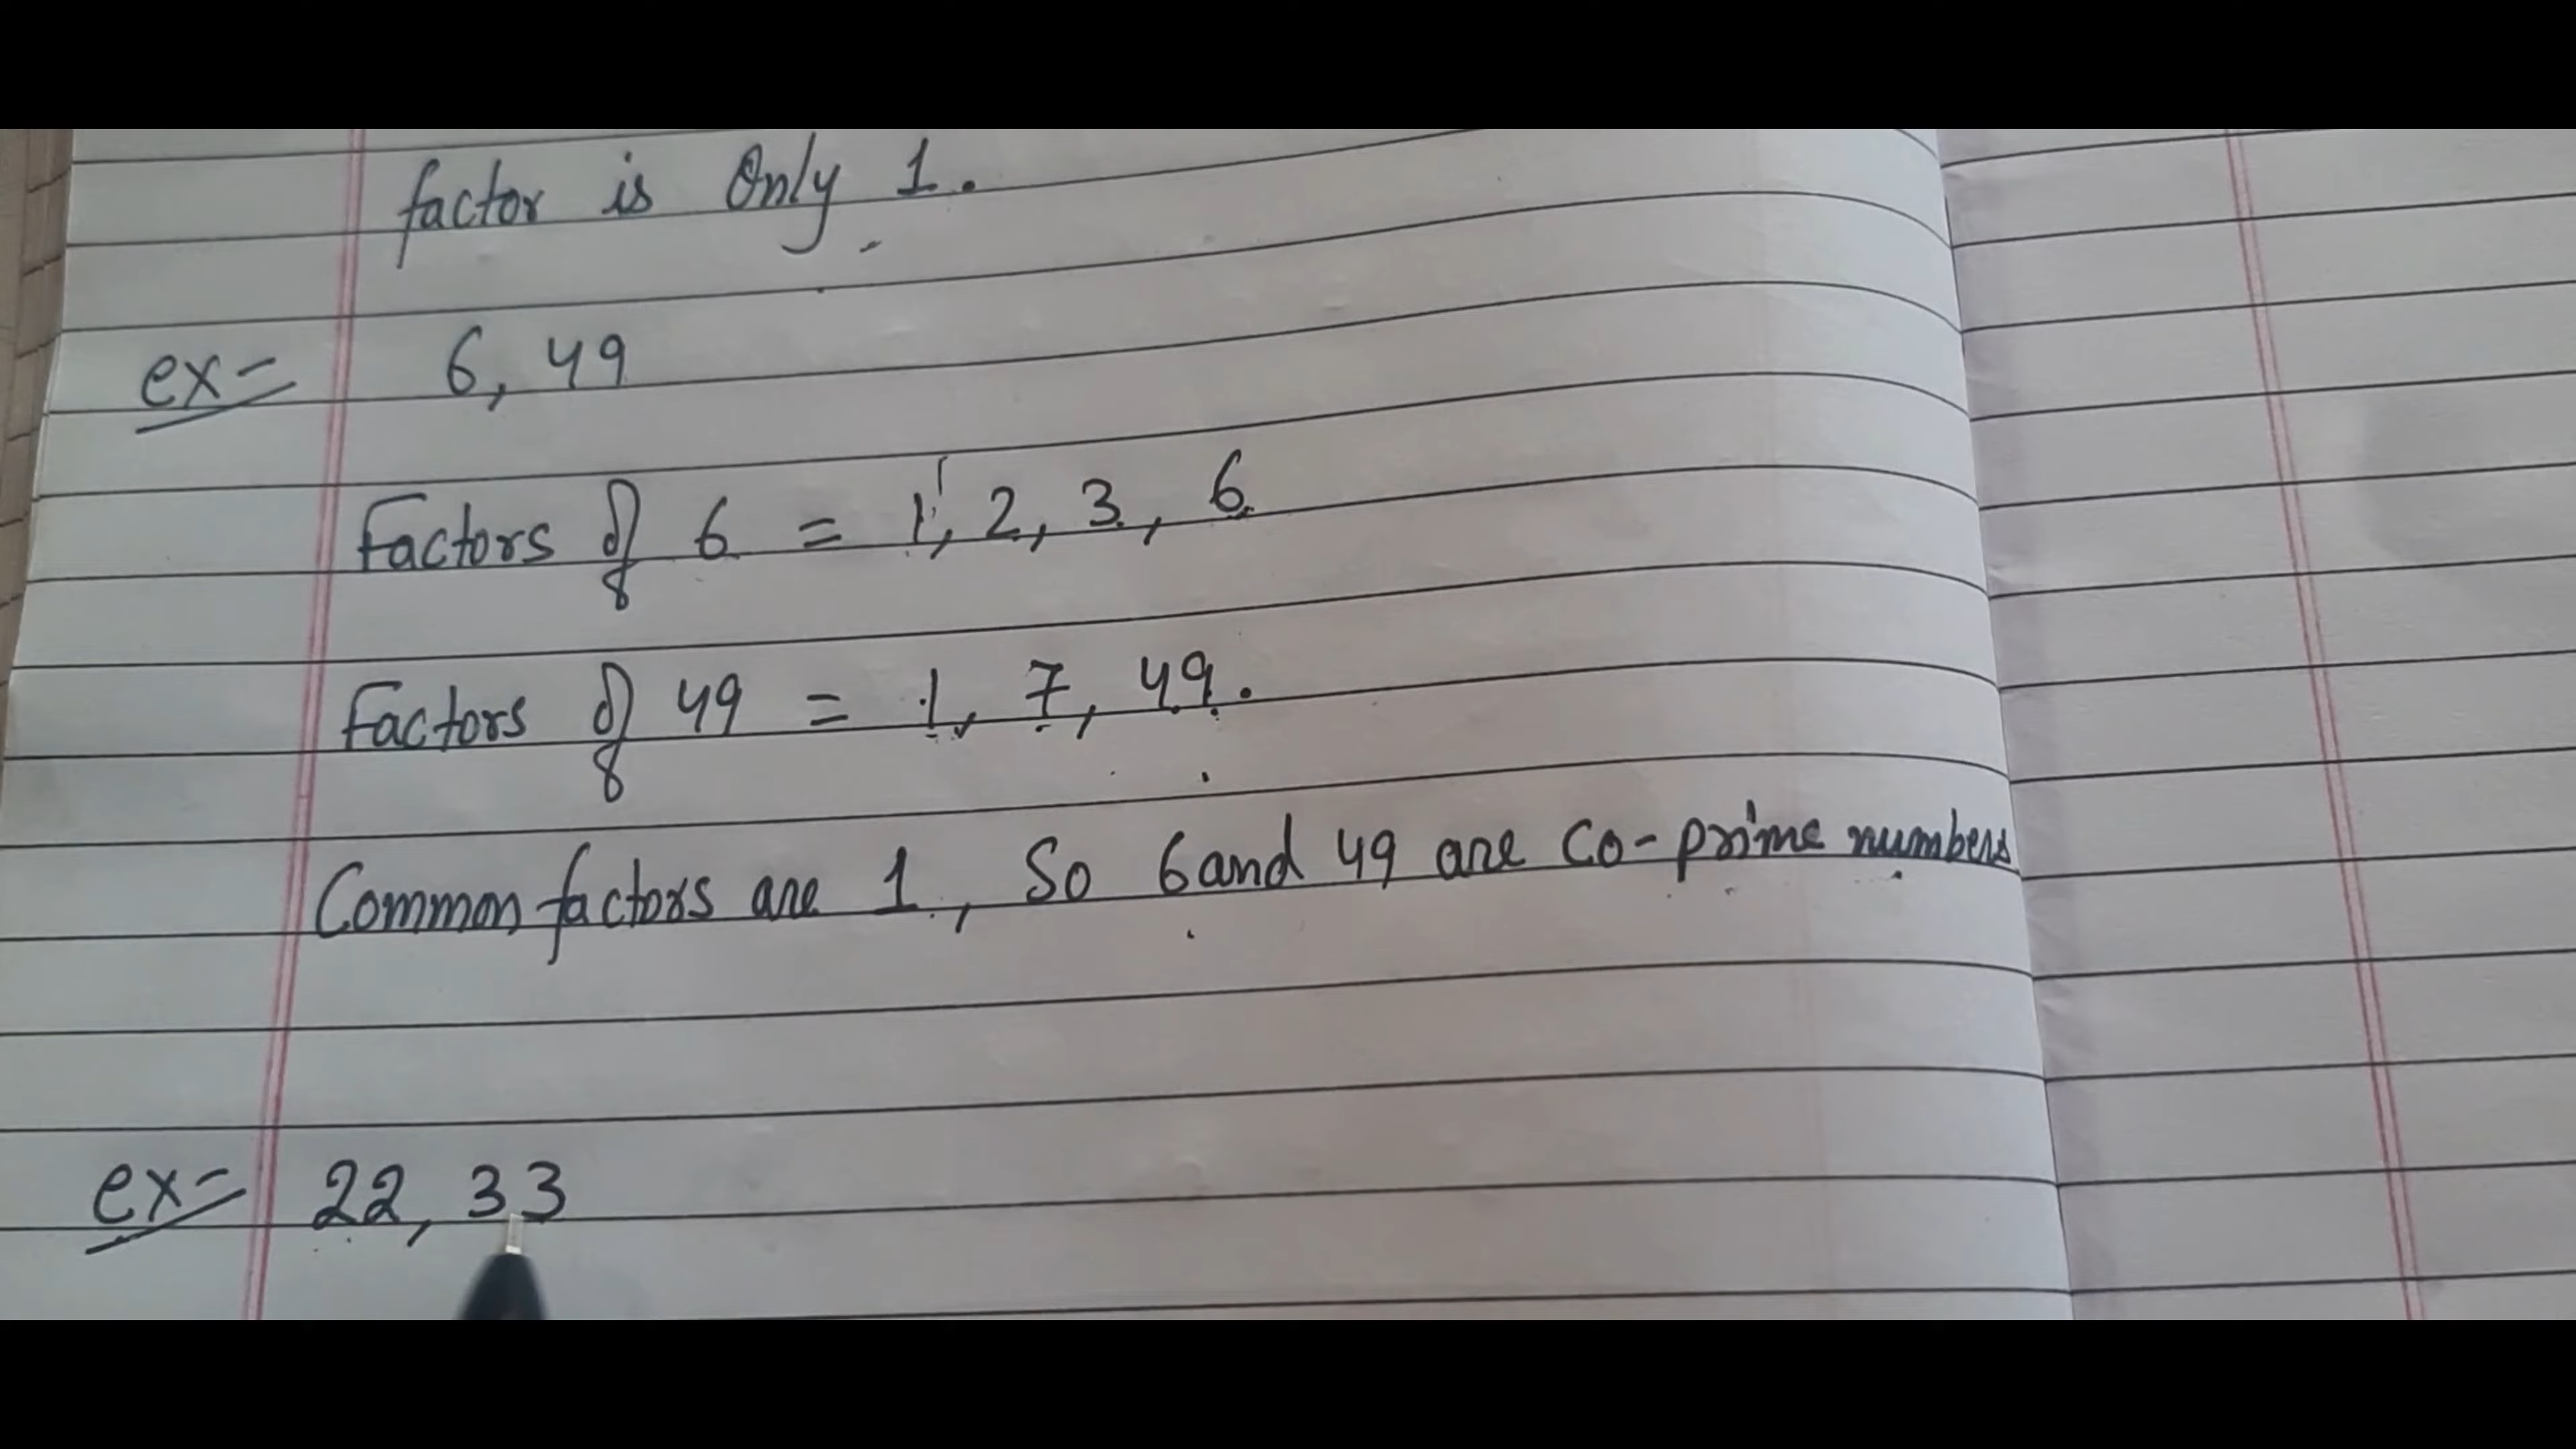 factor is Only 1.
ex= 6, 49
Factors of 6 = 1, 2, 3, 6
Factors of 49 = 1, 7, 49.
Common factors are 1, So 6 and 49 are Co-prime numbers
ex= 22, 33